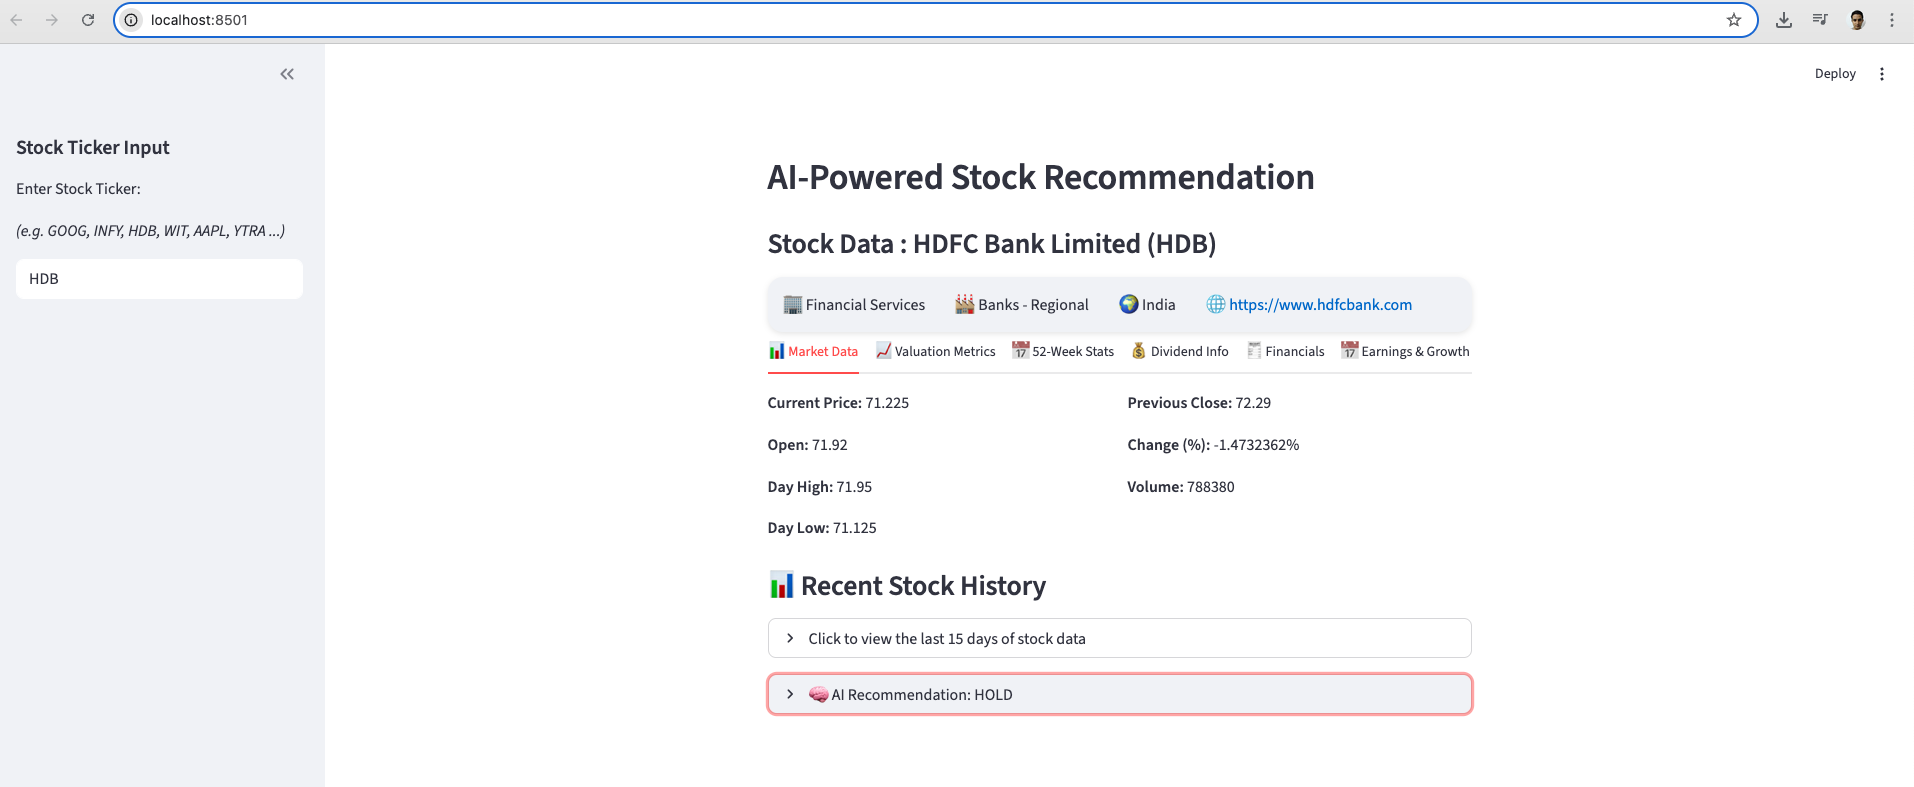 localhost:8501
Deploy
Stock Ticker Input
Enter Stock Ticker:
(e.g. GOOG, INFY, HDB, WIT, AAPL, YTRA ...)
HDB
AI-Powered Stock Recommendation
Stock Data : HDFC Bank Limited (HDB)
Financial Services Banks - Regional India https://www.hdfcbank.com
Market Data Valuation Metrics 52-Week Stats Dividend Info Financials Earnings & Growth
Current Price: 71.225 Previous Close: 72.29
Open: 71.92 Change (%): -1.4732362%
Day High: 71.95 Volume: 788380
Day Low: 71.125
Recent Stock History
Click to view the last 15 days of stock data
AI Recommendation: HOLD